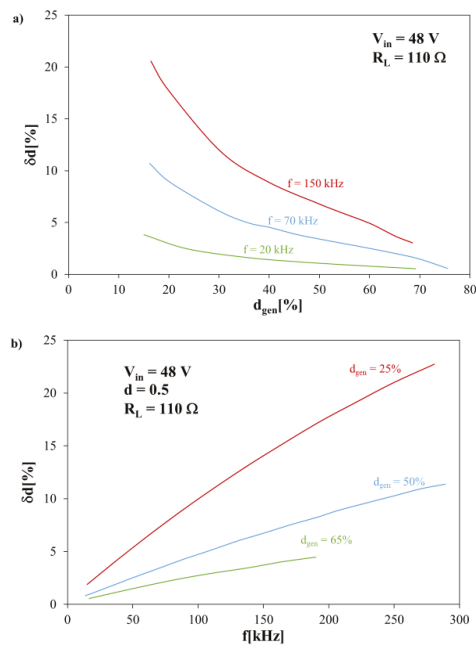 a)
25
20
15
10
5
0
δd[%]
V_in = 48 V
R_L = 110 Ω
f = 150 kHz
f = 70 kHz
f = 20 kHz
0 10 20 30 40 50 60 70 80
d_gen[%]
b)
25
20
15
10
5
0
δd[%]
V_in = 48 V
d = 0.5
R_L = 110 Ω
d_gen = 25%
d_gen = 50%
d_gen = 65%
0 50 100 150 200 250 300
f[kHz]